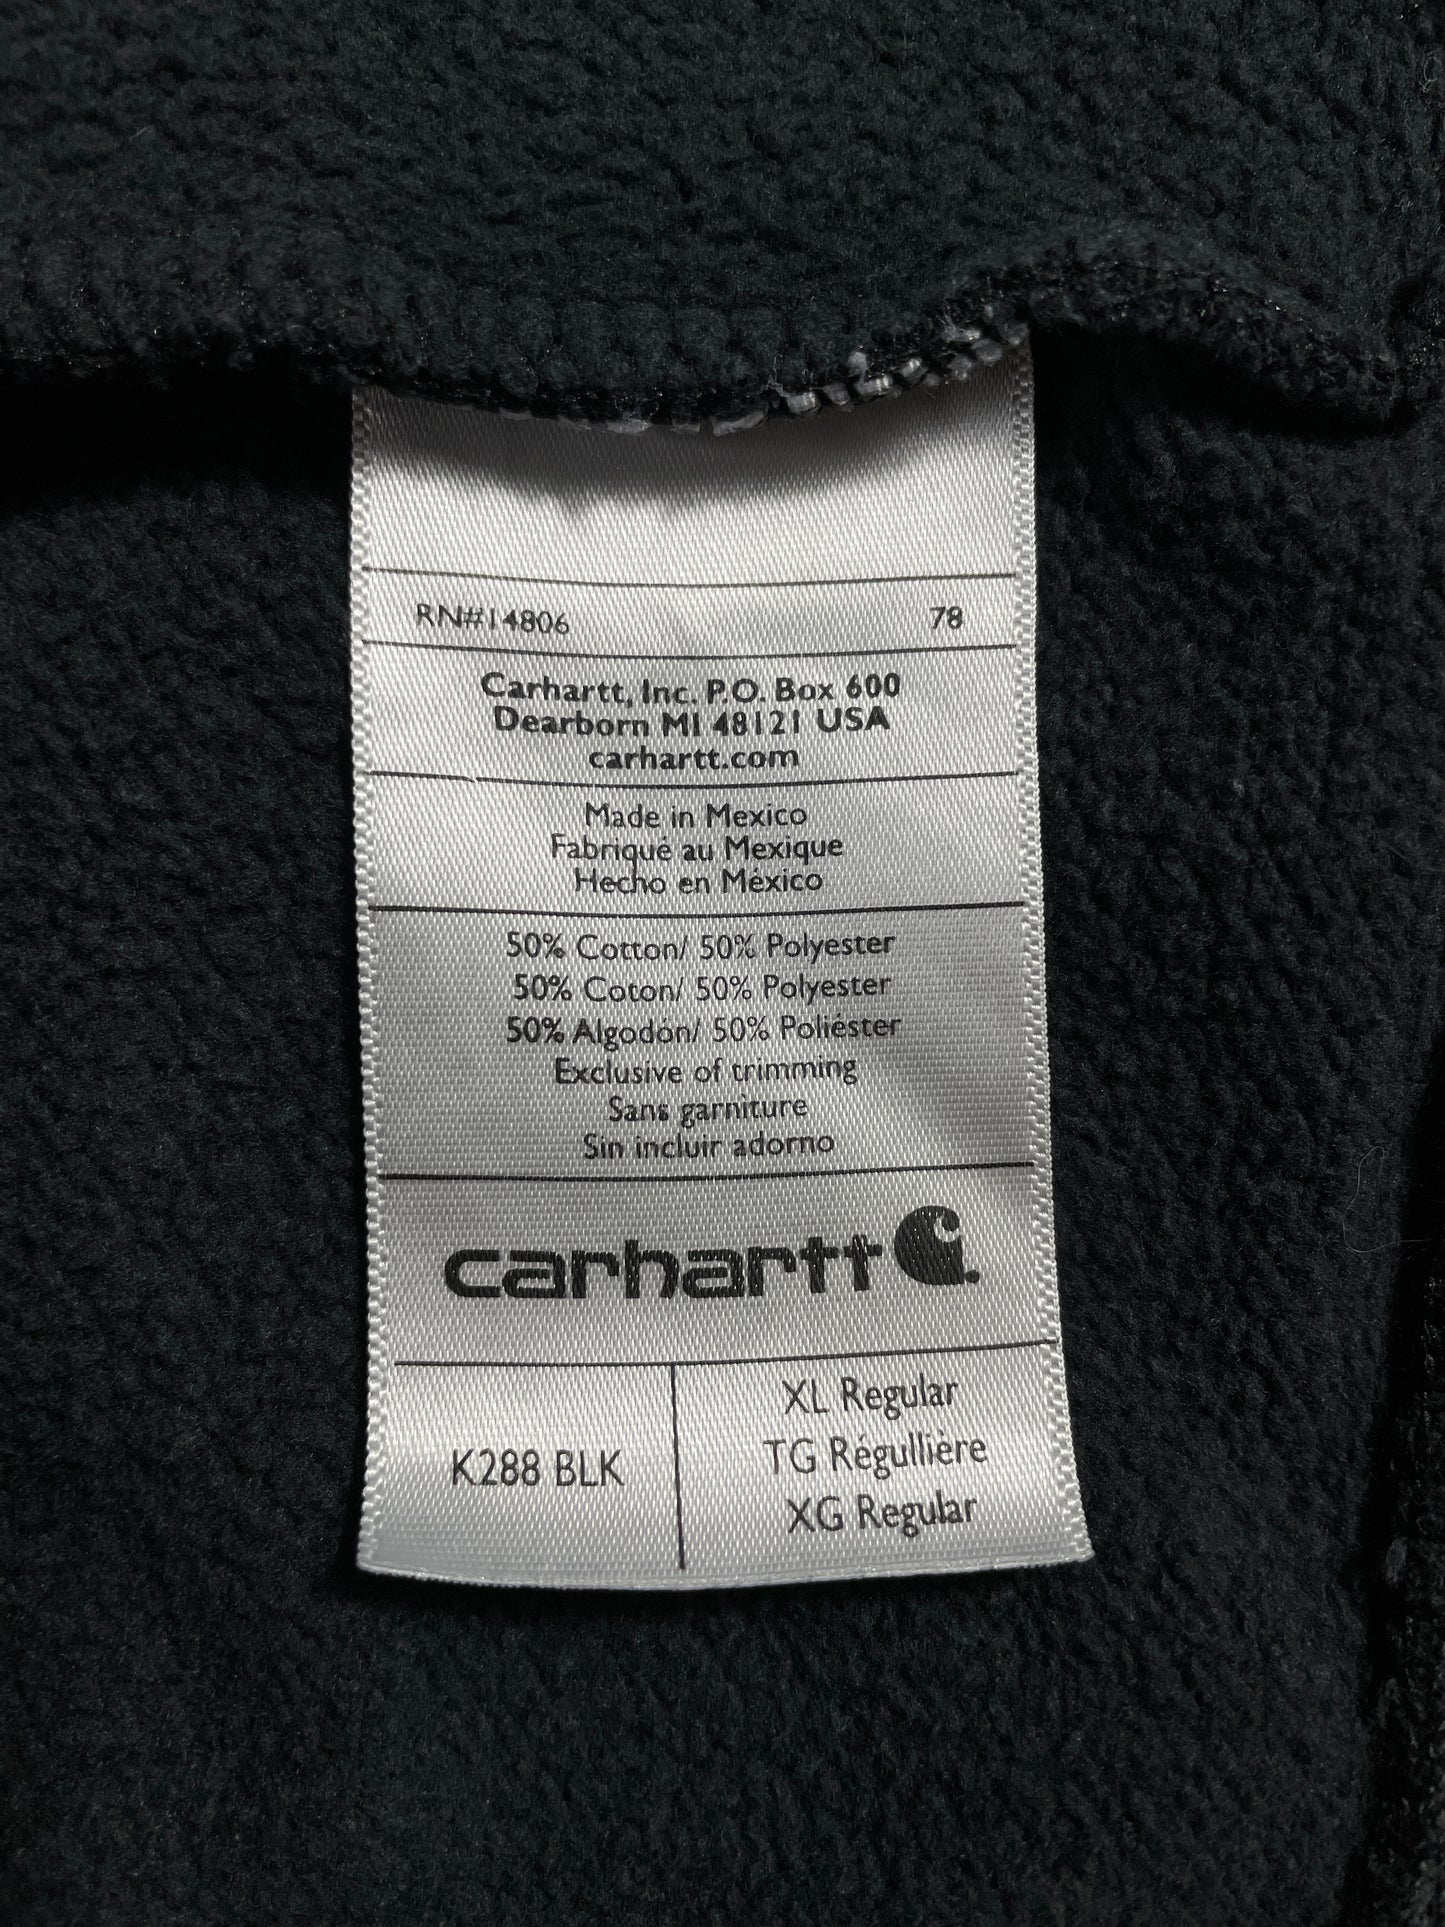 RN#14806 78
Carhartt, Inc. P.O. Box 600
Dearborn MI 48121 USA
carhartt.com
Made in Mexico
Fabriqué au Mexique
Hecho en México
50% Cotton/ 50% Polyester
50% Coton/ 50% Polyester
50% Algodón/ 50% Poliéster
Exclusive of trimming
Sans garniture
Sin incluir adorno
carhartt
K288 BLK
XL Regular
TG Régullière
XG Regular